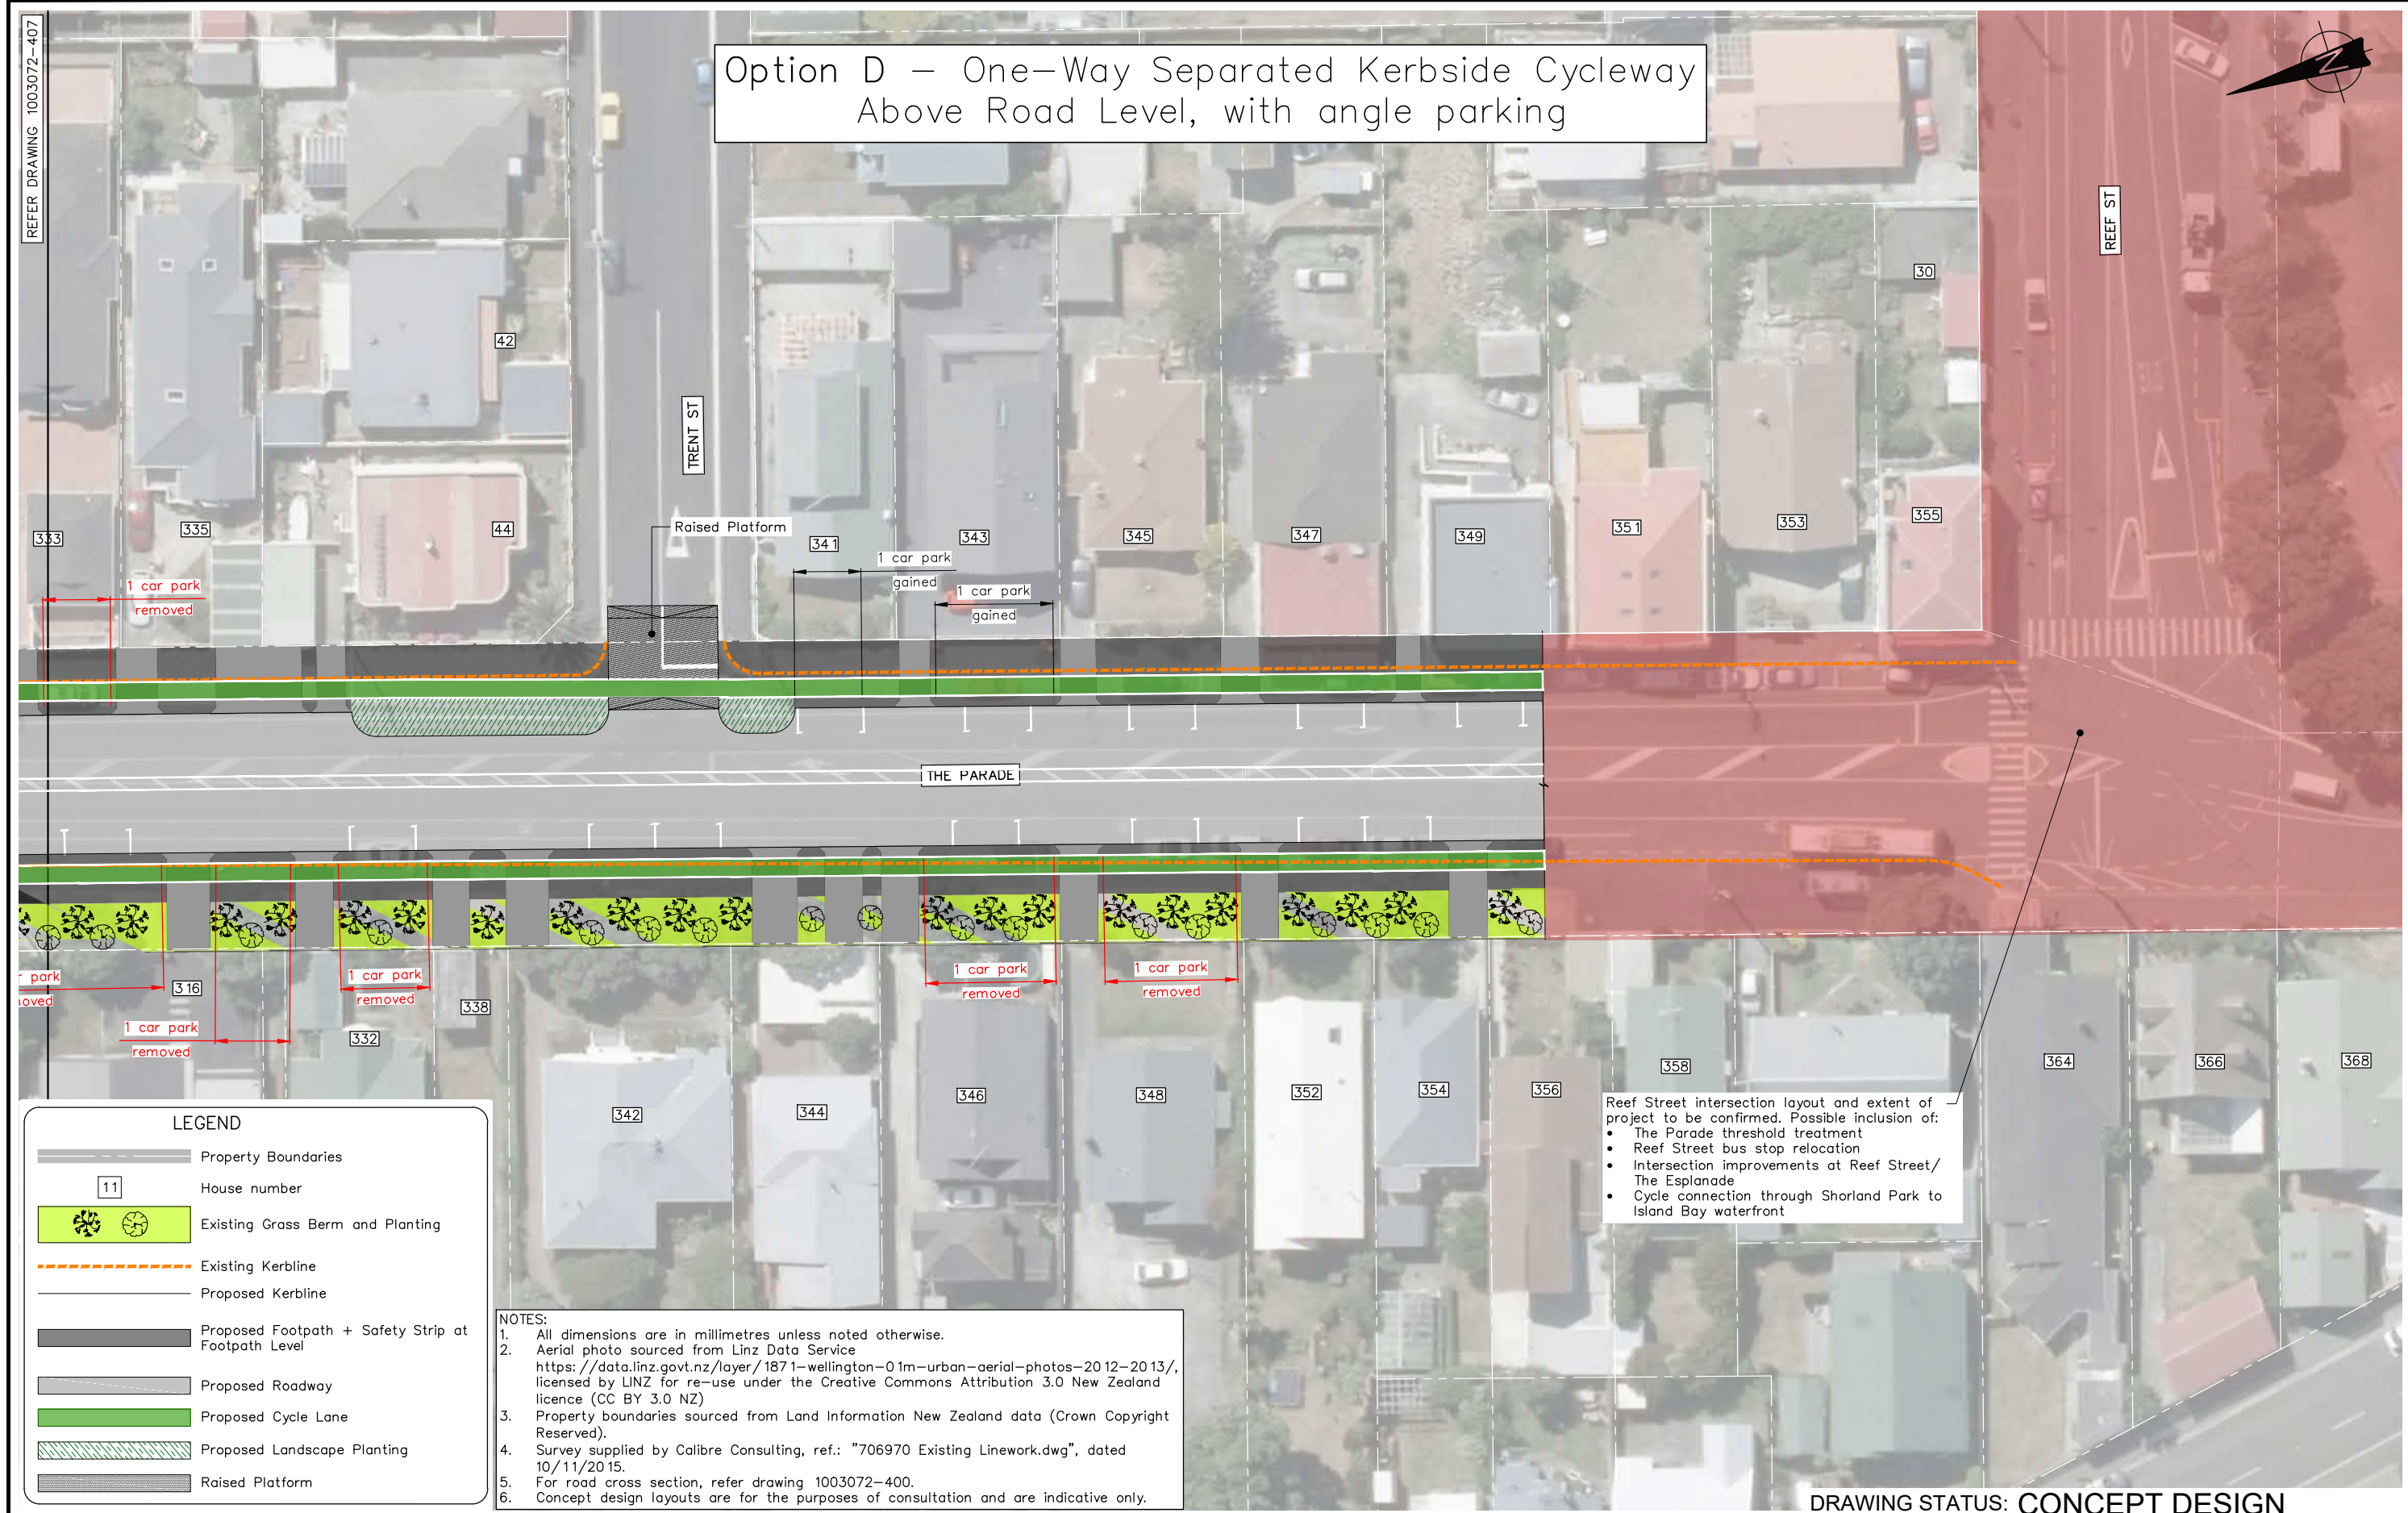 REFER DRAWING 1003072-407
Option D - One-Way Separated Kerbside Cycleway
Above Road Level, with angle parking
REEF ST
30
42
TRENT ST
333
335
44
Raised Platform
341
343
345
347
349
351
353
355
1 car park
removed
1 car park
gained
1 car park
gained
THE PARADE
park
316
1 car park
removed
1 car park
removed
332
338
1 car park
removed
1 car park
removed
342
344
346
348
352
354
356
358
364
366
368
Reef Street intersection layout and extent of
project to be confirmed. Possible inclusion of:
• The Parade threshold treatment
• Reef Street bus stop relocation
• Intersection improvements at Reef Street/
The Esplanade
• Cycle connection through Shorland Park to
Island Bay waterfront
LEGEND
Property Boundaries
11 House number
Existing Grass Berm and Planting
Existing Kerbline
Proposed Kerbline
Proposed Footpath + Safety Strip at
Footpath Level
Proposed Roadway
Proposed Cycle Lane
Proposed Landscape Planting
Raised Platform
NOTES:
1. All dimensions are in millimetres unless noted otherwise.
2. Aerial photo sourced from Linz Data Service
https://data.linz.govt.nz/layer/1871-wellington-01m-urban-aerial-photos-2012-2013/,
licensed by LINZ for re-use under the Creative Commons Attribution 3.0 New Zealand
licence (CC BY 3.0 NZ)
3. Property boundaries sourced from Land Information New Zealand data (Crown Copyright
Reserved).
4. Survey supplied by Calibre Consulting, ref.: "706970 Existing Linework.dwg", dated
10/11/2015.
5. For road cross section, refer drawing 1003072-400.
6. Concept design layouts are for the purposes of consultation and are indicative only.
DRAWING STATUS: CONCEPT DESIGN